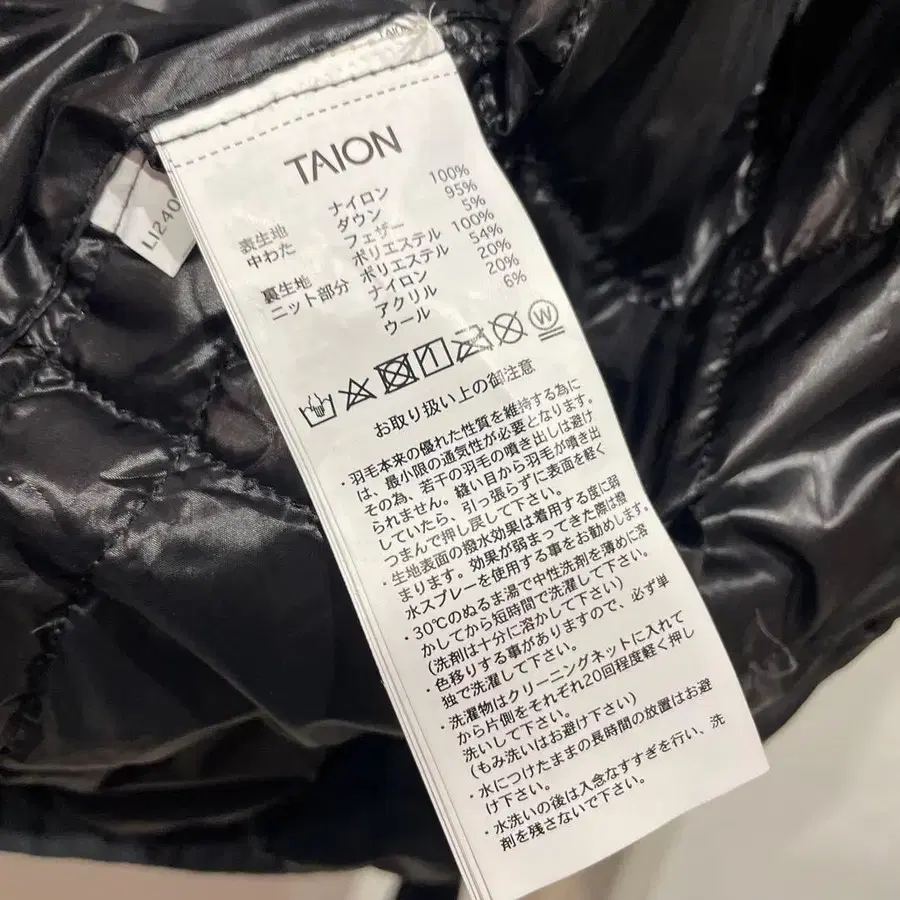 TAION
表生地 ナイロン 100%
中わた ダウン 95%
フェザー 5%
裏生地 ポリエステル 100%
ニット部分 ポリエステル 54%
ナイロン 20%
アクリル 20%
ウール 6%
W
お取り扱い上の御注意
・羽毛本来の優れた性質を維持する為に
は、最小限の通気性が必要となります。
その為、若干の羽毛の噴き出しは避け
られません。縫い目から羽毛が噴き出
していたら、引っ張らずに表面を軽く
つまんで押し戻して下さい。
・生地表面の撥水効果は着用する度に弱
まります。効果が弱まってきた際は撥
水スプレーを使用する事をお勧めします。
・30℃のぬるま湯で中性洗剤を薄めに溶
かしてから短時間で洗濯して下さい。
(洗剤は十分に溶かして下さい)
・色移りする事がありますので、必ず単
独で洗濯して下さい。
・洗濯物はクリーニングネットに入れて
から片側をそれぞれ20回程度軽く押し
洗いして下さい。
(もみ洗いはお避け下さい)
・水につけたままの長時間の放置はお避
け下さい。
・水洗いの後は入念なすすぎを行い、洗
剤を残さないで下さい。
LI240